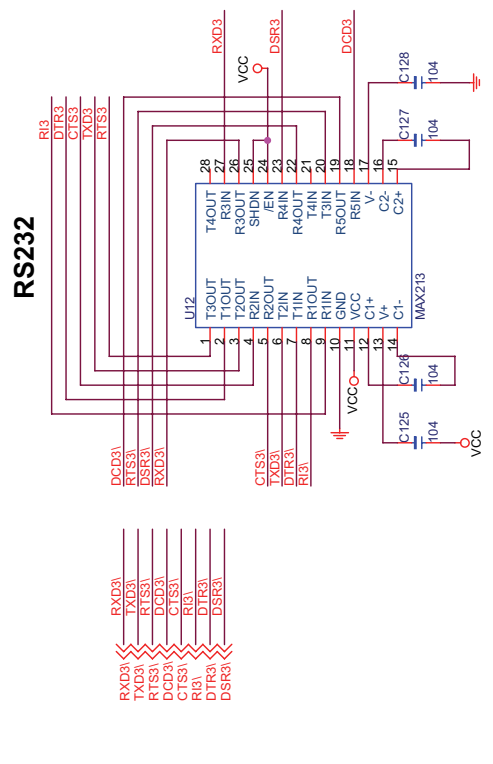 RS232
RI3
DTR3
CTS3
TXD3
RTS3
RXD3\ RXD3\
TXD3\ TXD3\
RTS3\ RTS3\
DCD3\ DCD3\
CTS3\ CTS3\
RI3\ RI3\
DTR3\ DTR3\
DSR3\ DSR3\
DCD3\
RTS3\
DSR3\
RXD3\
CTS3\
TXD3\
DTR3\
RI3\
U12
1 T3OUT T4OUT 28
2 T1OUT R3IN 27
3 T2OUT R3OUT 26
4 R2IN SHDN 25
5 R2OUT /EN 24
6 T2IN R4IN 23
7 T1IN R4OUT 22
8 R1OUT T4IN 21
9 R1IN T3IN 20
10 GND R5OUT 19
11 VCC R5IN 18
12 C1+ V- 17
13 V+ C2- 16
14 C1- C2+ 15
MAX213
RXD3
VCC
DSR3
DCD3
VCC
C125
104
C126
104
C127
104
C128
104
VCC